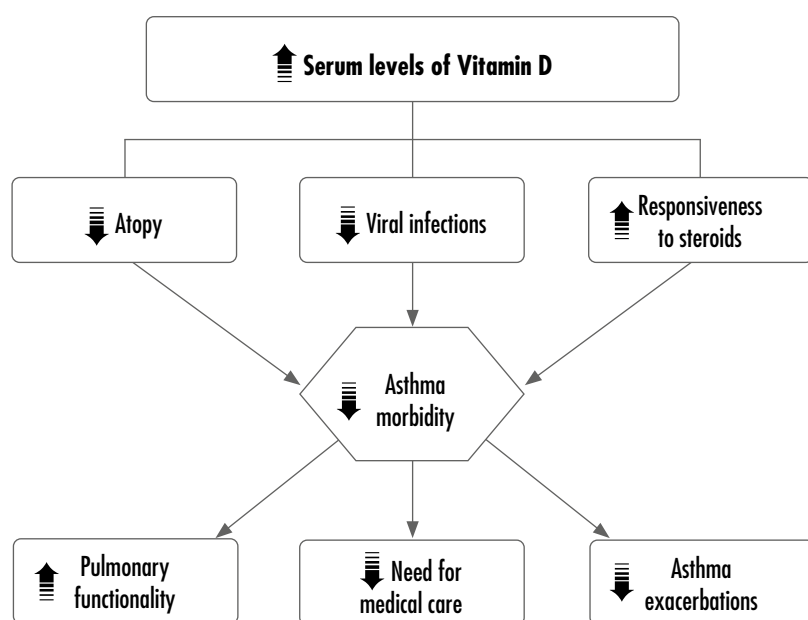 Serum levels of Vitamin D
Atopy
Viral infections
Responsiveness
to steroids
Asthma
morbidity
Pulmonary
functionality
Need for
medical care
Asthma
exacerbations